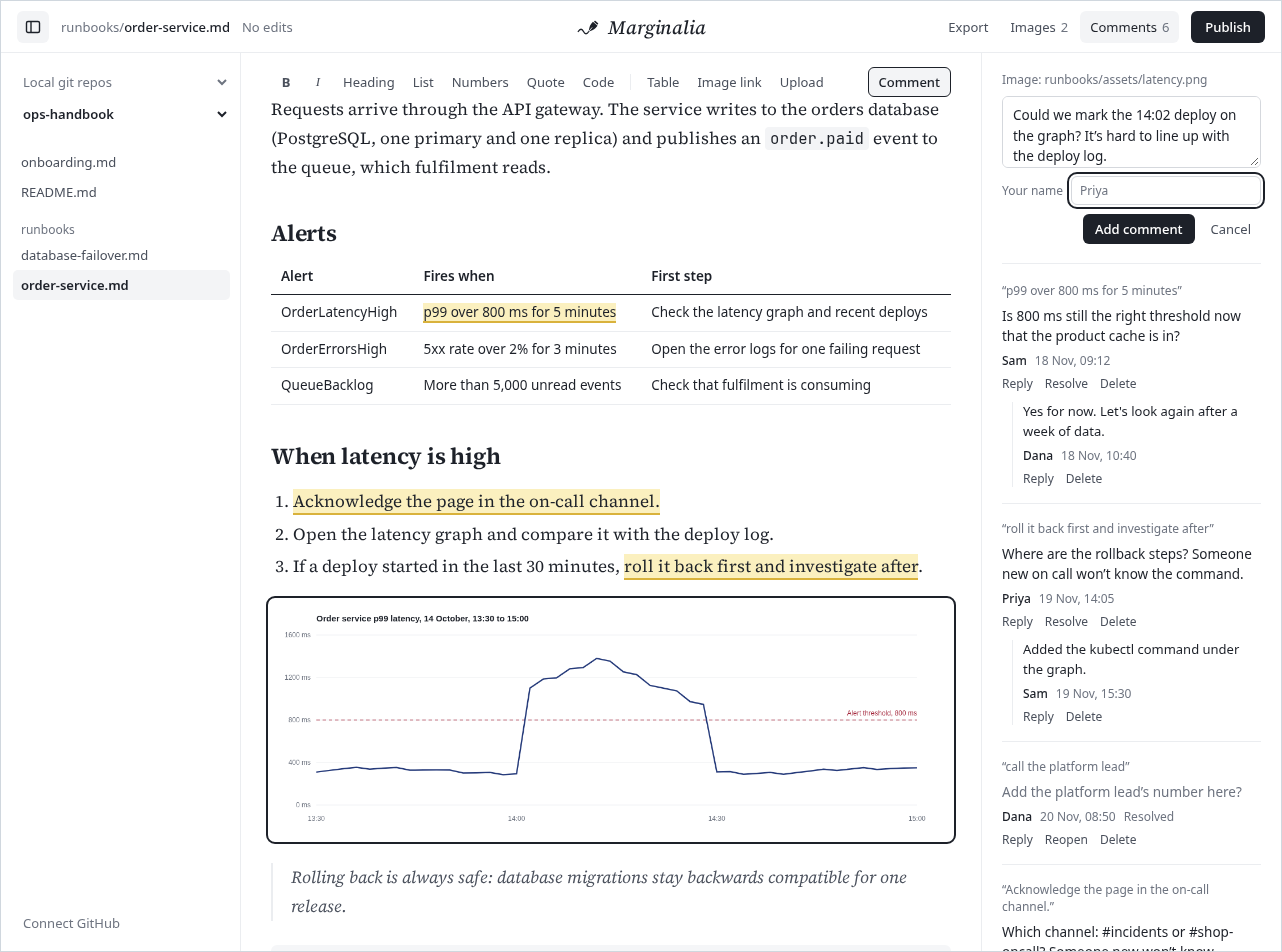 runbooks/order-service.md No edits
Marginalia
Export Images 2 Comments 6 Publish
Local git repos
ops-handbook
onboarding.md
README.md
runbooks
database-failover.md
order-service.md
Connect GitHub
B I Heading List Numbers Quote Code Table Image link Upload Comment
Requests arrive through the API gateway. The service writes to the orders database
(PostgreSQL, one primary and one replica) and publishes an order.paid event to
the queue, which fulfilment reads.
Alerts
Alert Fires when First step
OrderLatencyHigh p99 over 800 ms for 5 minutes Check the latency graph and recent deploys
OrderErrorsHigh 5xx rate over 2% for 3 minutes Open the error logs for one failing request
QueueBacklog More than 5,000 unread events Check that fulfilment is consuming
When latency is high
1. Acknowledge the page in the on-call channel.
2. Open the latency graph and compare it with the deploy log.
3. If a deploy started in the last 30 minutes, roll it back first and investigate after.
Order service p99 latency, 14 October, 13:30 to 15:00
1600 ms
1200 ms
Alert threshold, 800 ms
800 ms
400 ms
0 ms
13:30 14:00 14:30 15:00
Rolling back is always safe: database migrations stay backwards compatible for one
release.
Image: runbooks/assets/latency.png
Could we mark the 14:02 deploy on
the graph? It’s hard to line up with
the deploy log.
Your name Priya
Add comment Cancel
“p99 over 800 ms for 5 minutes”
Is 800 ms still the right threshold now
that the product cache is in?
Sam 18 Nov, 09:12
Reply Resolve Delete
Yes for now. Let's look again after a
week of data.
Dana 18 Nov, 10:40
Reply Delete
“roll it back first and investigate after”
Where are the rollback steps? Someone
new on call won’t know the command.
Priya 19 Nov, 14:05
Reply Resolve Delete
Added the kubectl command under
the graph.
Sam 19 Nov, 15:30
Reply Delete
“call the platform lead”
Add the platform lead’s number here?
Dana 20 Nov, 08:50 Resolved
Reply Reopen Delete
“Acknowledge the page in the on-call
channel.”
Which channel: #incidents or #shop-
oncall? Someone new won’t know